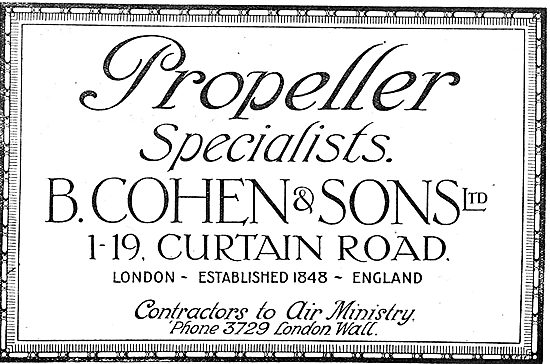 Propeller
Specialists.
B. COHEN & SONS LTD
1-19, CURTAIN ROAD.
LONDON ~ ESTABLISHED 1848 ~ ENGLAND
Contractors to Air Ministry.
'Phone 3729 London Wall.